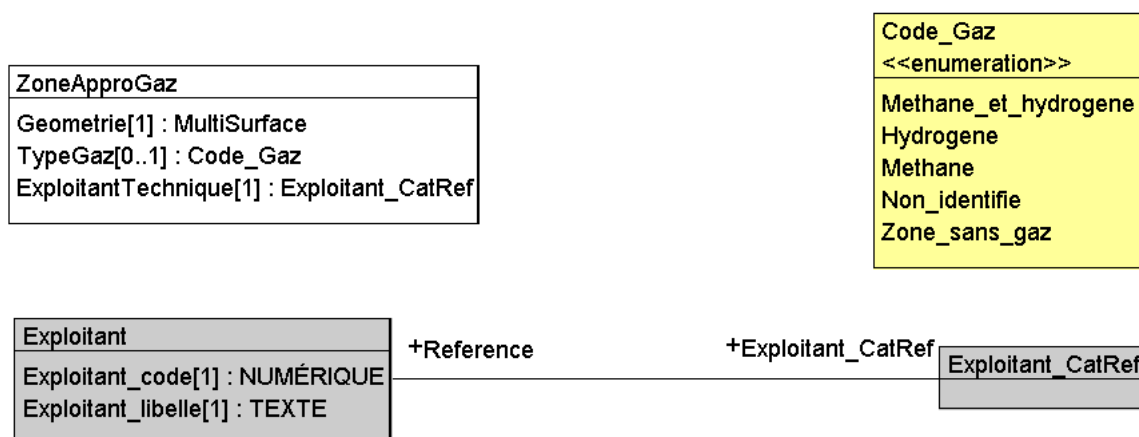 ZoneApproGaz
Geometrie[1] : MultiSurface
TypeGaz[0..1] : Code_Gaz
ExploitantTechnique[1] : Exploitant_CatRef
Code_Gaz
<<enumeration>>
Methane_et_hydrogene
Hydrogene
Methane
Non_identifie
Zone_sans_gaz
Exploitant
Exploitant_code[1] : NUMÉRIQUE
Exploitant_libelle[1] : TEXTE
+Reference
+Exploitant_CatRef
Exploitant_CatRef